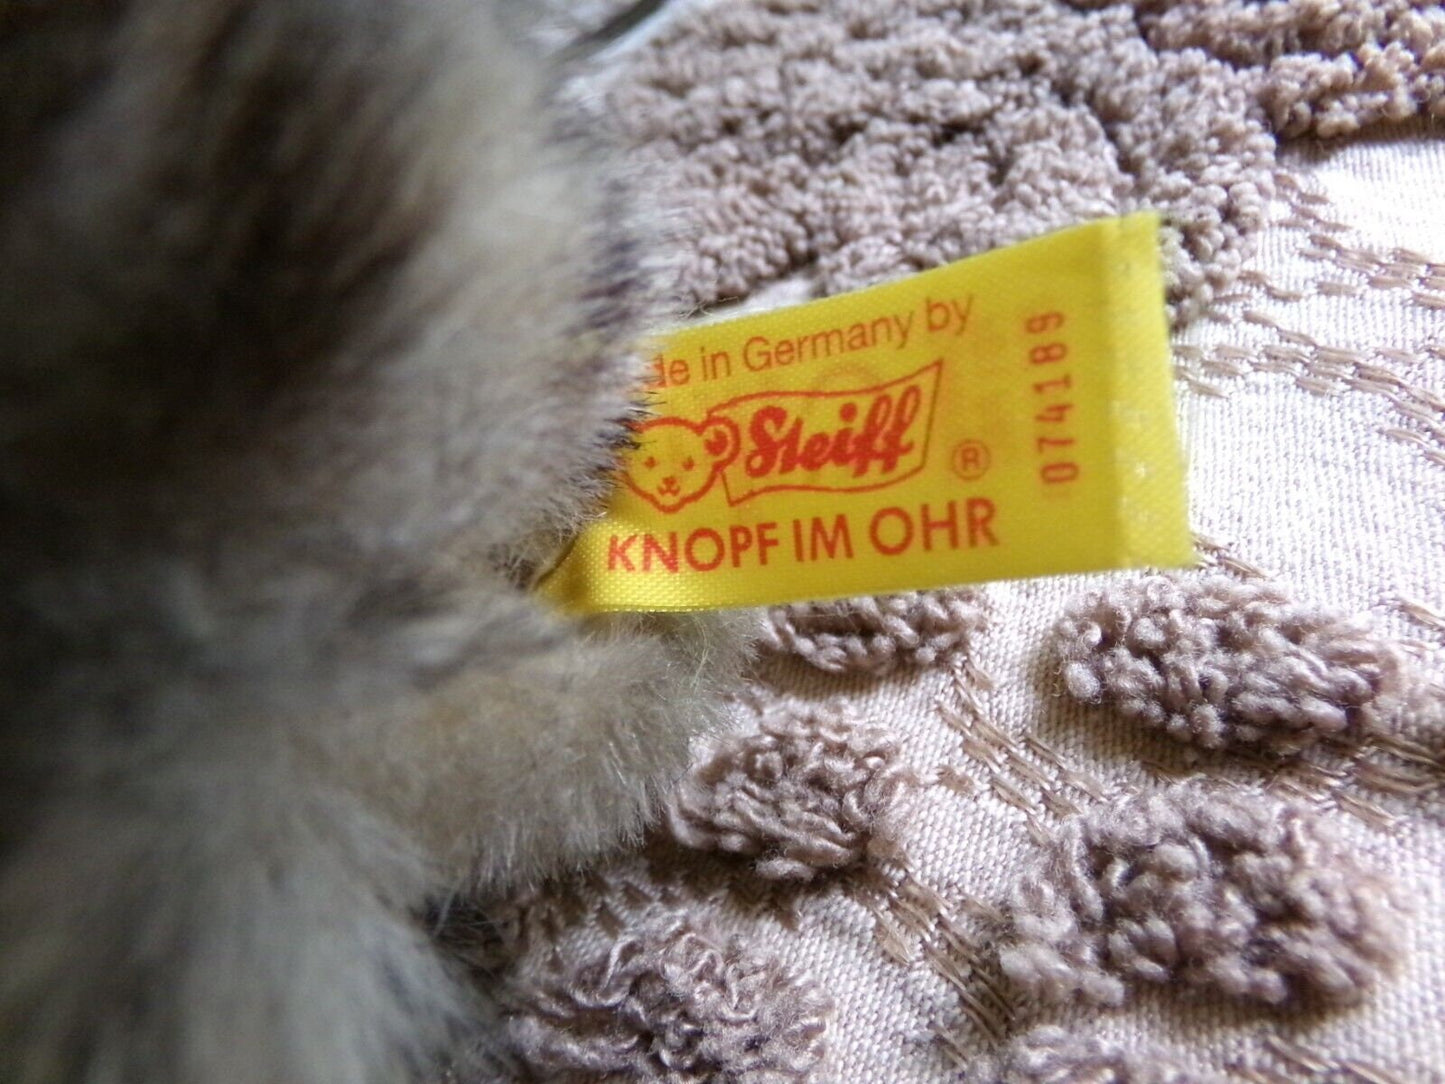 de in Germany by
Steiff ®
KNOPF IM OHR
074189